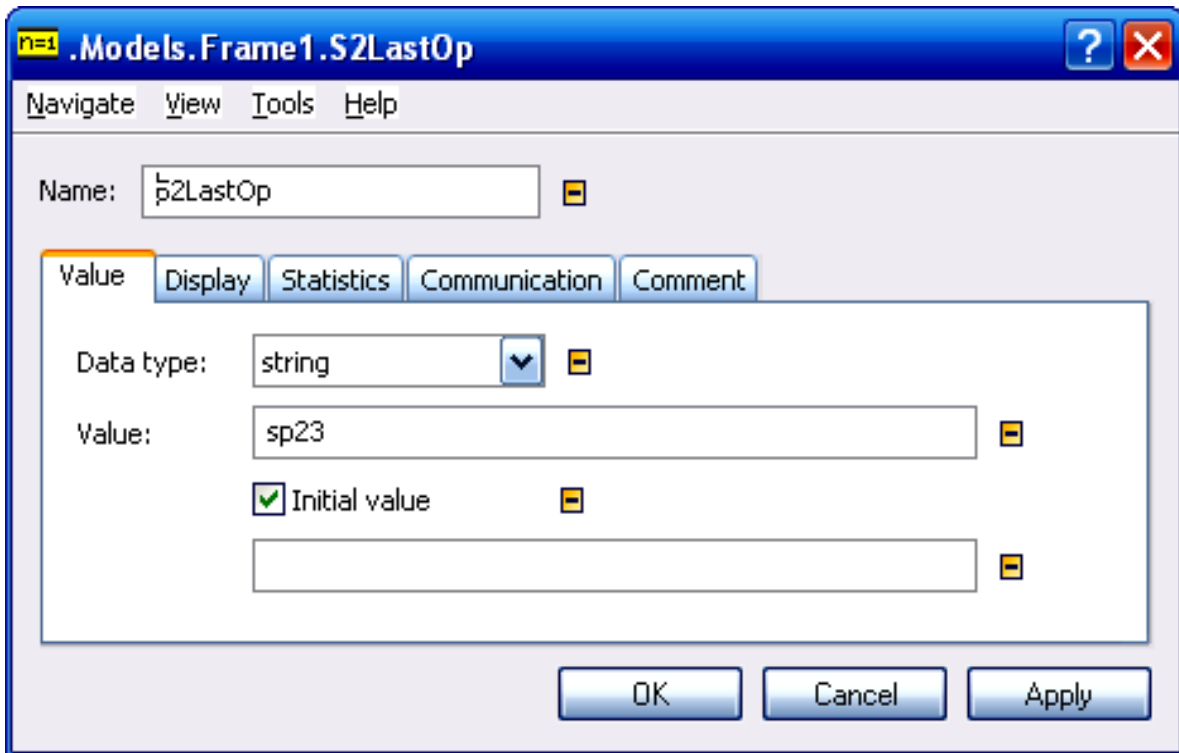 n=1 .Models.Frame1.S2LastOp ?
Navigate View Tools Help
Name: S2LastOp
Value Display Statistics Communication Comment
Data type: string
Value: sp23
Initial value
OK Cancel Apply